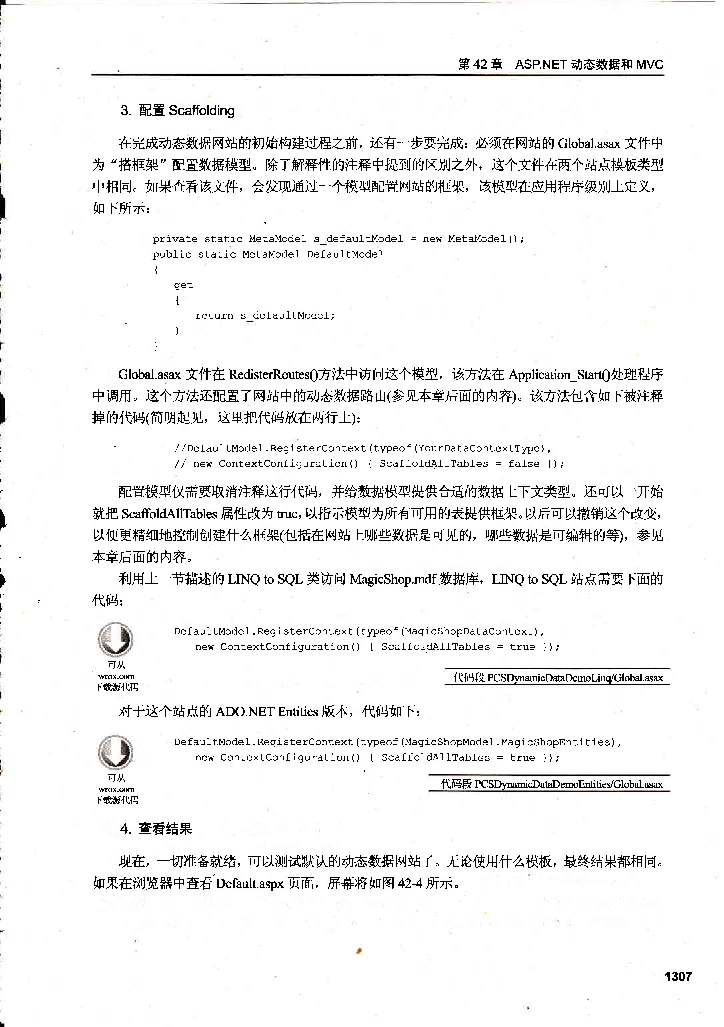 第 42 章 ASP.NET 动态数据和 MVC
3. 配置 Scaffolding
在完成动态数据网站的初始构建过程之前，还有一步要完成：必须在网站的 Global.asax 文件中
为“搭框架”配置数据模型。除了解释性的注释中提到的区别之外，这个文件在两个站点模板类型
中相同。如果查看该文件，会发现通过一个模型配置网站的框架，该模型在应用程序级别上定义，
如下所示：
private static MetaModel s_defaultModel = new MetaModel();
public static MetaModel DefaultModel
{
get
{
return s_defaultModel;
}
}
Global.asax 文件在 RedisterRoutes()方法中访问这个模型，该方法在 Application_Start()处理程序
中调用。这个方法还配置了网站中的动态数据路由(参见本章后面的内容)。该方法包含如下被注释
掉的代码(简明起见，这里把代码放在两行上)：
//DefaultModel.RegisterContext(typeof(YourDataContextType),
// new ContextConfiguration() { ScaffoldAllTables = false });
配置模型仅需要取消注释这行代码，并给数据模型提供合适的数据上下文类型。还可以一开始
就把 ScaffoldAllTables 属性改为 true，以指示模型为所有可用的表提供框架。以后可以撤销这个改变，
以便更精细地控制创建什么框架(包括在网站上哪些数据是可见的，哪些数据是可编辑的等)，参见
本章后面的内容。
利用上一节描述的 LINQ to SQL 类访问 MagicShop.mdf 数据库，LINQ to SQL 站点需要下面的
代码：
DefaultModel.RegisterContext(typeof(MagicShopDataContext),
new ContextConfiguration() { ScaffoldAllTables = true });
可从
wrox.com
下载源代码
代码段 PCSDynamicDataDemoLinq/Global.asax
对于这个站点的 ADO.NET Entities 版本，代码如下：
DefaultModel.RegisterContext(typeof(MagicShopModel.MagicShopEntities),
new ContextConfiguration() { ScaffoldAllTables = true });
可从
wrox.com
下载源代码
代码段 PCSDynamicDataDemoEntities/Global.asax
4. 查看结果
现在，一切准备就绪，可以测试默认的动态数据网站了。无论使用什么模板，最终结果都相同。
如果在浏览器中查看 Default.aspx 页面，屏幕将如图 42-4 所示。
1307